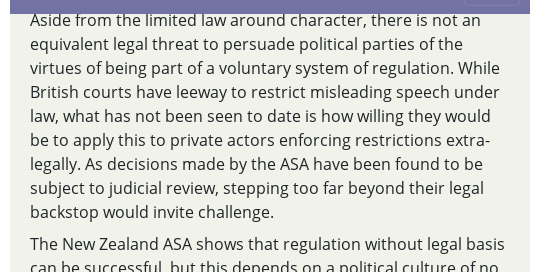 Aside from the limited law around character, there is not an
equivalent legal threat to persuade political parties of the
virtues of being part of a voluntary system of regulation. While
British courts have leeway to restrict misleading speech under
law, what has not been seen to date is how willing they would
be to apply this to private actors enforcing restrictions extra-
legally. As decisions made by the ASA have been found to be
subject to judicial review, stepping too far beyond their legal
backstop would invite challenge.
The New Zealand ASA shows that regulation without legal basis
can be successful, but this depends on a political culture of no